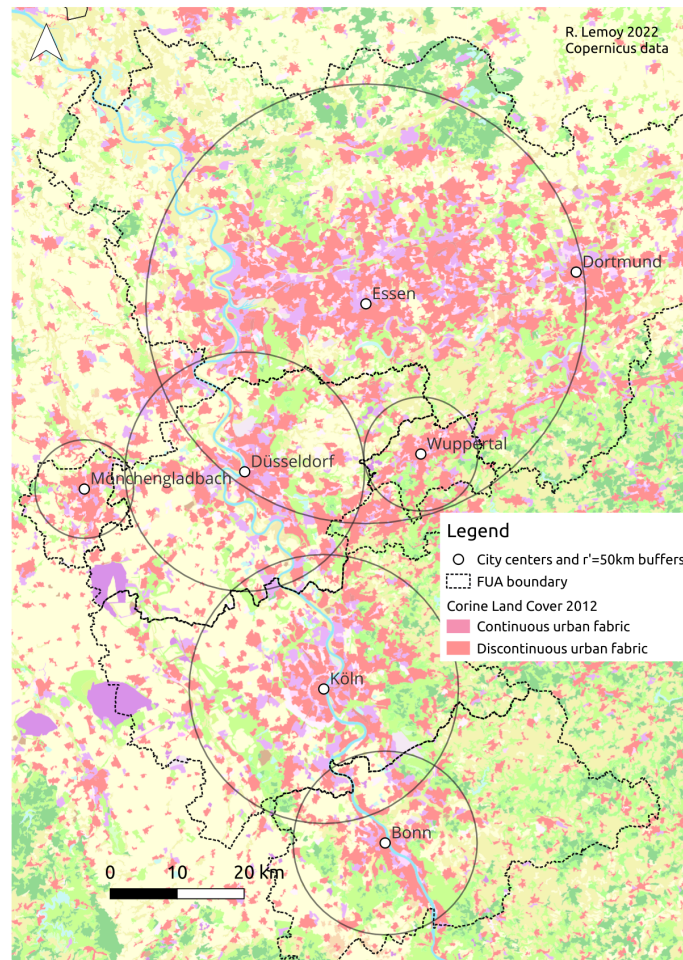 R. Lemoy 2022
Copernicus data
Dortmund
Essen
Wuppertal
Düsseldorf
Mönchengladbach
Legend
City centers and r'=50km buffers
FUA boundary
Corine Land Cover 2012
Continuous urban fabric
Discontinuous urban fabric
Köln
Bonn
0 10 20 km